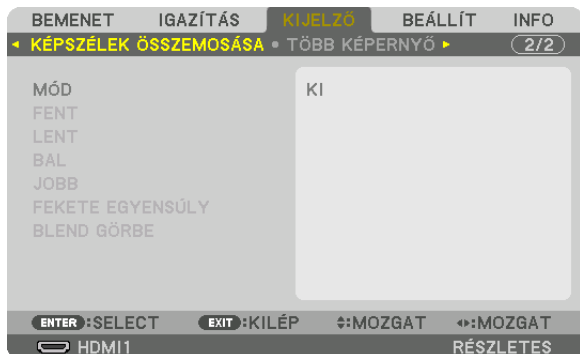 BEMENET IGAZÍTÁS KIJELZŐ BEÁLLÍT INFO
◂ KÉPSZÉLEK ÖSSZEMOSÁSA • TÖBB KÉPERNYŐ ▸ 2/2
MÓD KI
FENT
LENT
BAL
JOBB
FEKETE EGYENSÚLY
BLEND GÖRBE
ENTER :SELECT EXIT :KILÉP ♦:MOZGAT ◂▸:MOZGAT
HDMI1 RÉSZLETES